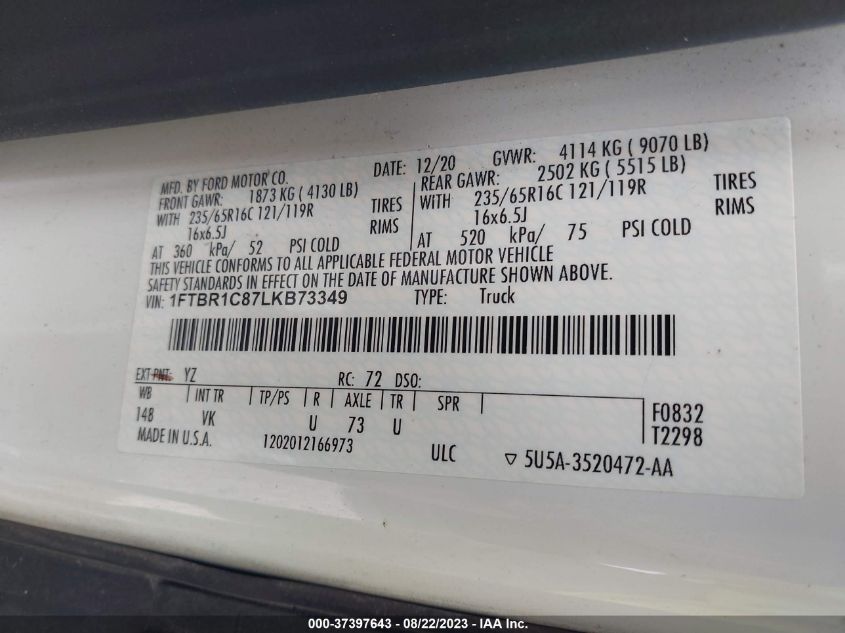 MFD. BY FORD MOTOR CO. DATE: 12/20 GVWR: 4114 KG ( 9070 LB)
FRONT GAWR: 1873 KG ( 4130 LB) REAR GAWR: 2502 KG ( 5515 LB)
WITH 235/65R16C 121/119R TIRES WITH 235/65R16C 121/119R TIRES
16x6.5J RIMS 16x6.5J RIMS
AT 360 kPa/ 52 PSI COLD AT 520 kPa/ 75 PSI COLD
THIS VEHICLE CONFORMS TO ALL APPLICABLE FEDERAL MOTOR VEHICLE
SAFETY STANDARDS IN EFFECT ON THE DATE OF MANUFACTURE SHOWN ABOVE.
VIN: 1FTBR1C87LKB73349 TYPE: Truck
EXT PNT: YZ RC: 72 DSO:
WB INT TR TP/PS R AXLE TR SPR F0832
148 VK U 73 U T2298
MADE IN U.S.A. 1202012166973 ULC ▽ 5U5A-3520472-AA
000-37397643 - 08/22/2023 - IAA Inc.